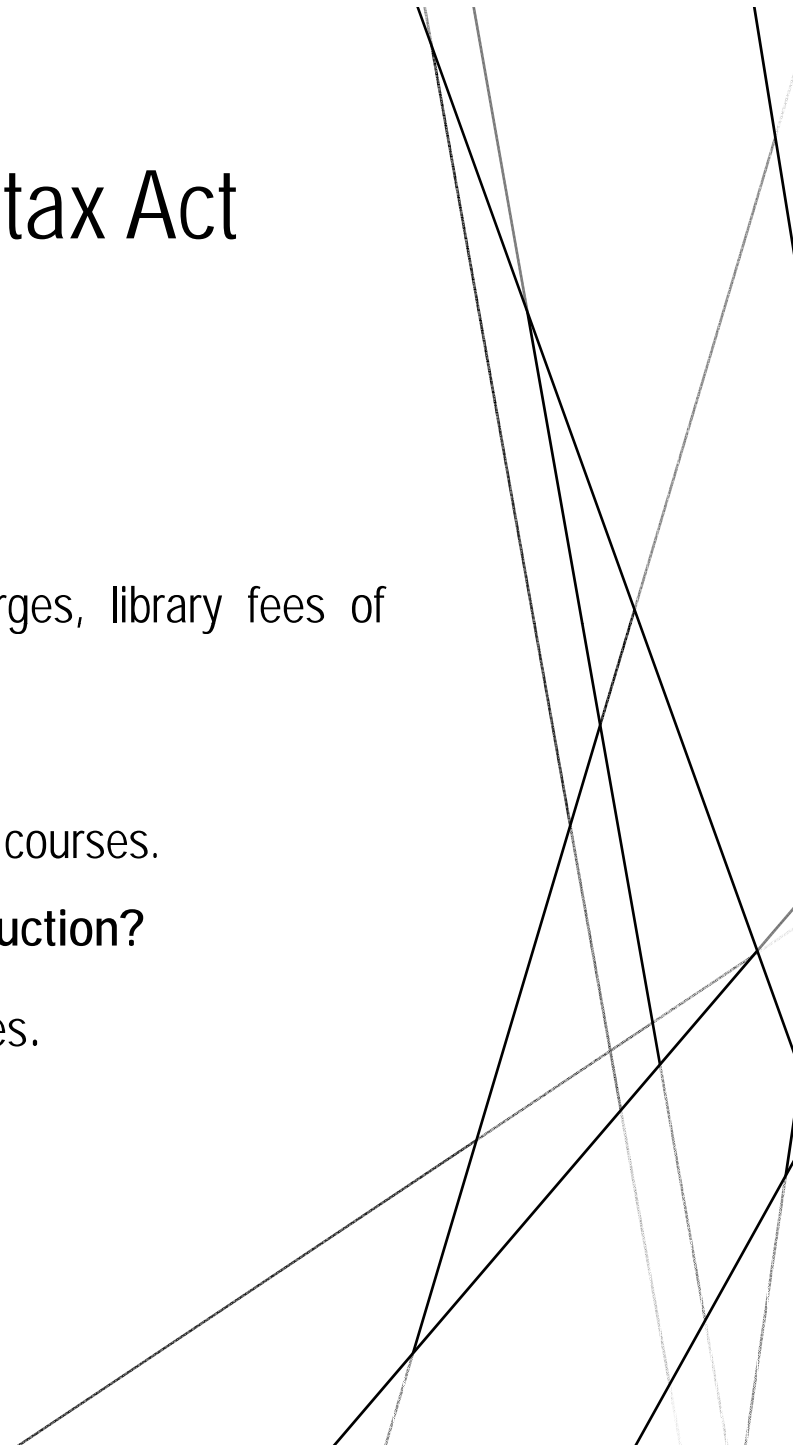 tax Act
rges, library fees of
courses.
uction?
es.